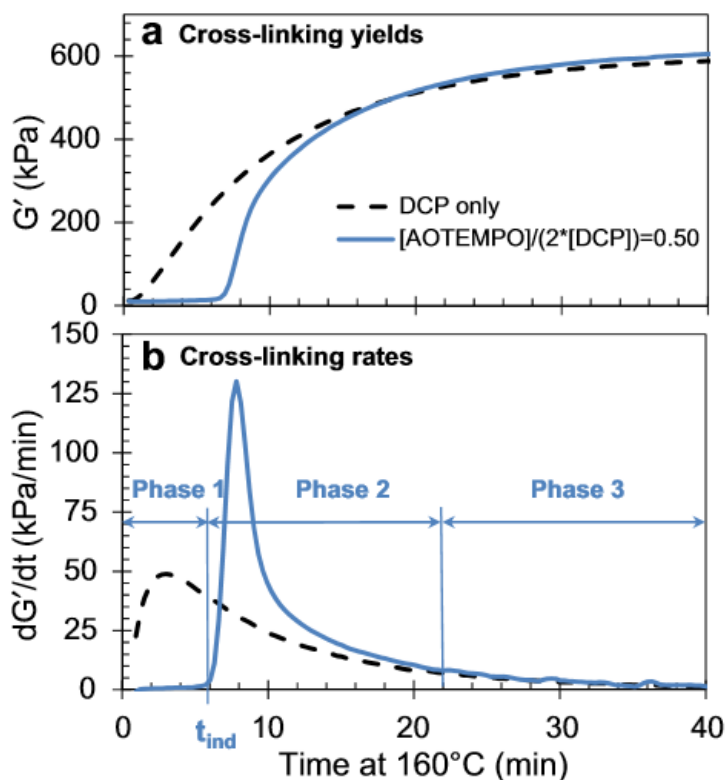 a Cross-linking yields
600
400
200
0
G′ (kPa)
DCP only
[AOTEMPO]/(2*[DCP])=0.50
b Cross-linking rates
150
125
100
75
50
25
0
dG′/dt (kPa/min)
Phase 1
Phase 2
Phase 3
0
10
20
30
40
tind
Time at 160°C (min)